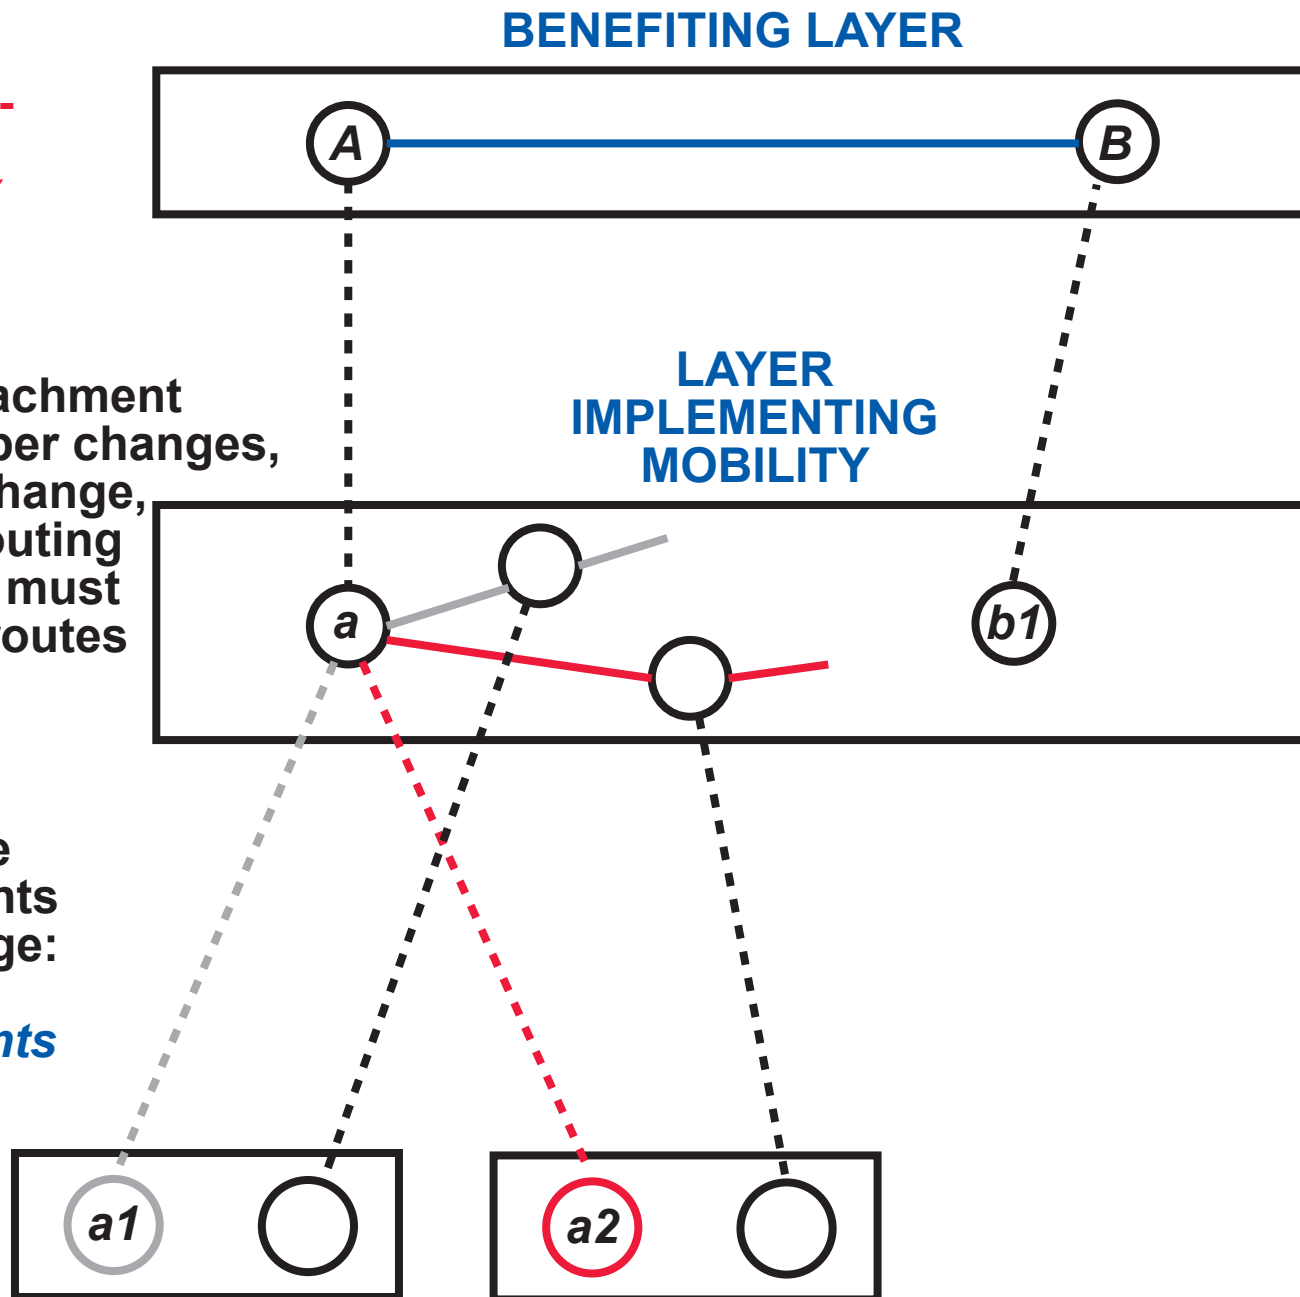 BENEFITING LAYER
A
B
LAYER
IMPLEMENTING
MOBILITY
achment
ber changes,
hange,
outing
must
routes
a
b1
e
nts
ge:
nts
a1
a2